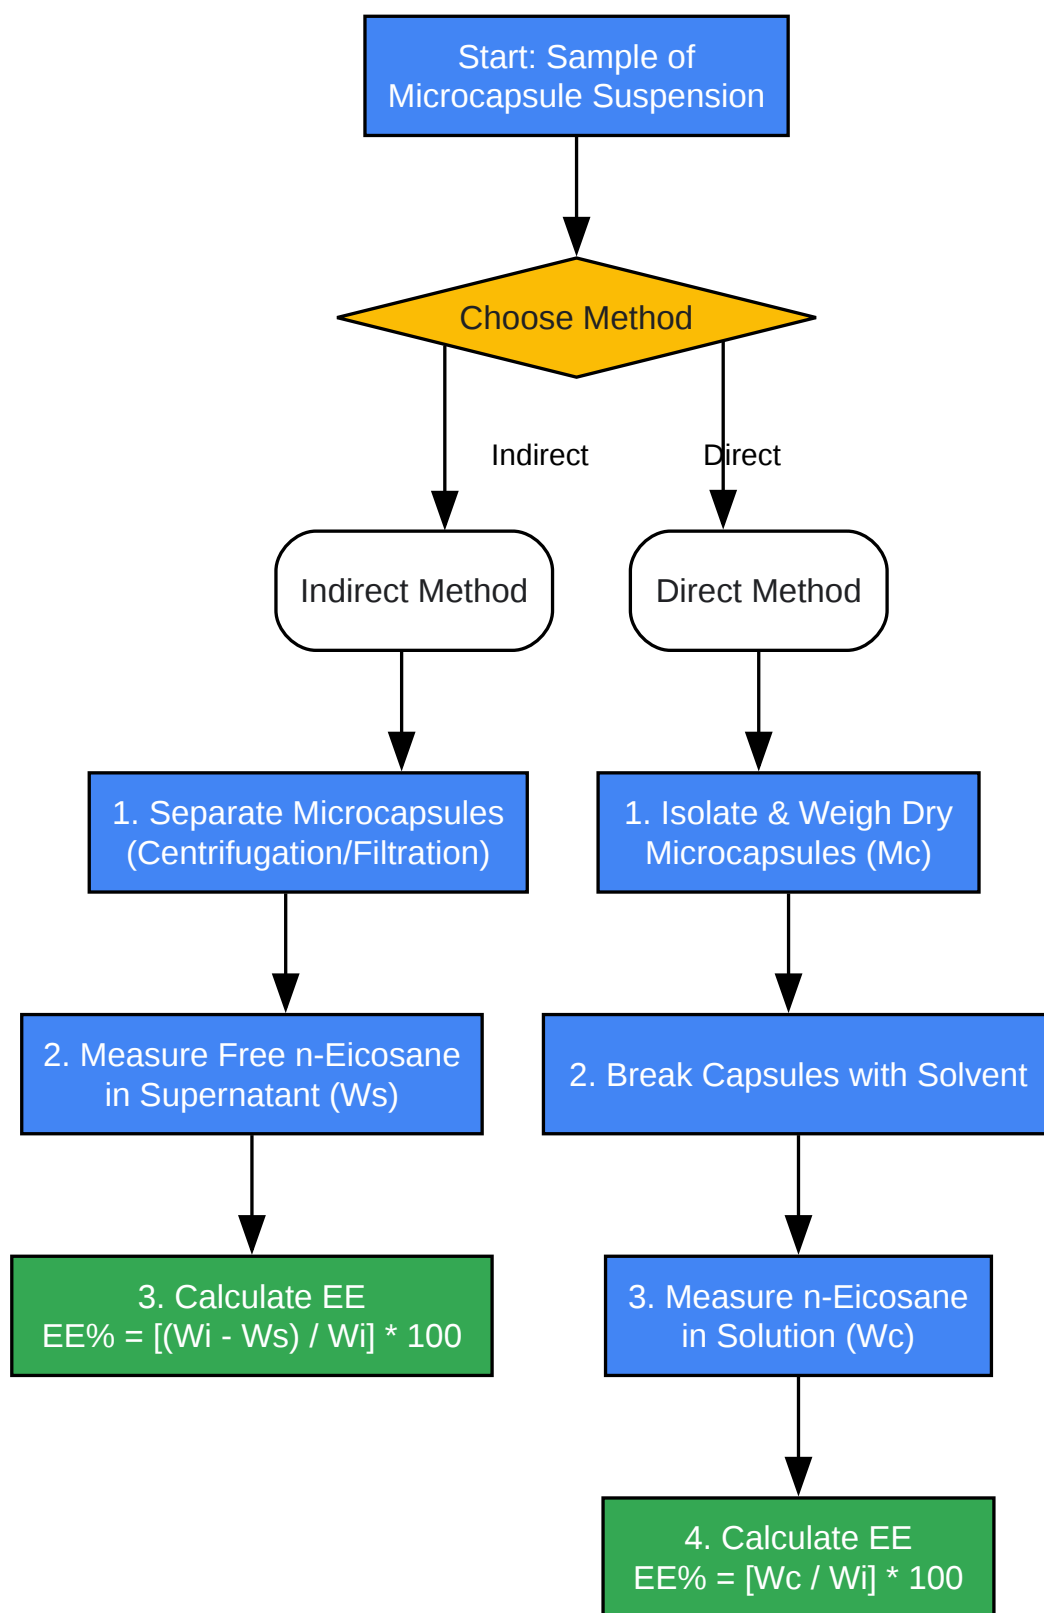 Start: Sample of
Microcapsule Suspension
Choose Method
Indirect
Direct
Indirect Method
Direct Method
1. Separate Microcapsules
(Centrifugation/Filtration)
1. Isolate & Weigh Dry
Microcapsules (Mc)
2. Measure Free n-Eicosane
in Supernatant (Ws)
2. Break Capsules with Solvent
3. Calculate EE
EE% = [(Wi - Ws) / Wi] * 100
3. Measure n-Eicosane
in Solution (Wc)
4. Calculate EE
EE% = [Wc / Wi] * 100